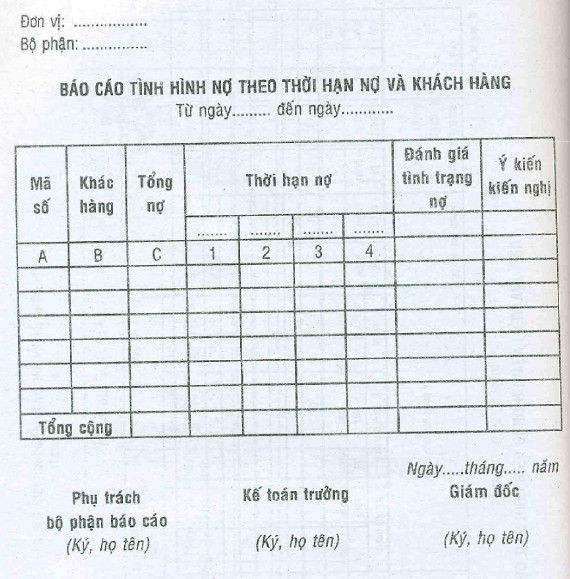 Đơn vị: .................
Bộ phận: ...............
BÁO CÁO TÌNH HÌNH NỢ THEO THỜI HẠN NỢ VÀ KHÁCH HÀNG
Từ ngày......... đến ngày............
Mã số
Khác hàng
Tổng nợ
Thời hạn nợ
Đánh giá tình trạng nợ
Ý kiến kiến nghị
....... ....... ....... .......
A B C 1 2 3 4
Tổng cộng
Ngày.....tháng..... năm
Phụ trách bộ phận báo cáo
(Ký, họ tên)
Kế toán trưởng
(Ký, họ tên)
Giám đốc
(Ký, họ tên)